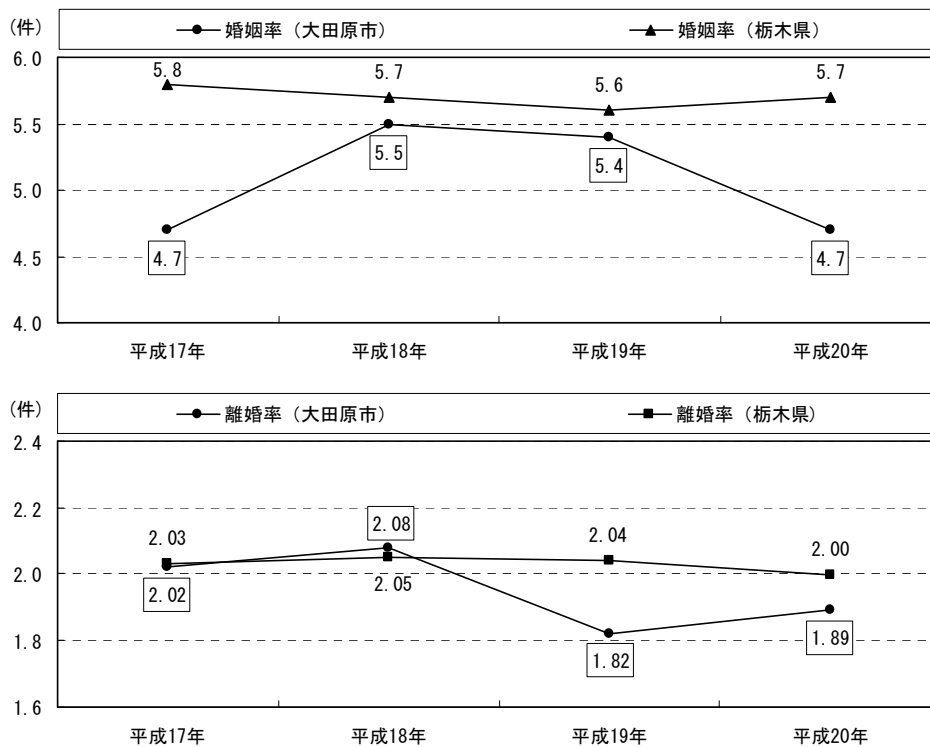 (件)
婚姻率（大田原市） 婚姻率（栃木県）
6.0
5.8 5.7 5.6 5.7
5.5
5.5 5.4
5.0
4.7 4.7
4.5
4.0
平成17年 平成18年 平成19年 平成20年
(件)
離婚率（大田原市） 離婚率（栃木県）
2.4
2.2
2.03 2.08 2.04 2.00
2.0
2.02 2.05
1.8
1.82 1.89
1.6
平成17年 平成18年 平成19年 平成20年